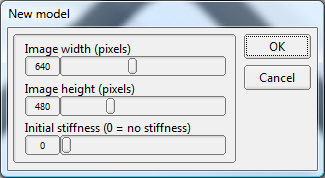 New model
Image width (pixels)
640
Image height (pixels)
480
Initial stiffness (0 = no stiffness)
0
OK
Cancel